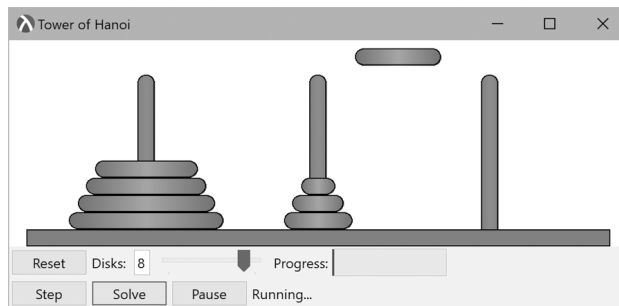 Tower of Hanoi
Reset Disks: 8 Progress:
Step Solve Pause Running...